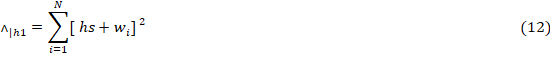 ∧|h1 = ∑_{i=1}^{N} [ hs + w_i ]^2 (12)